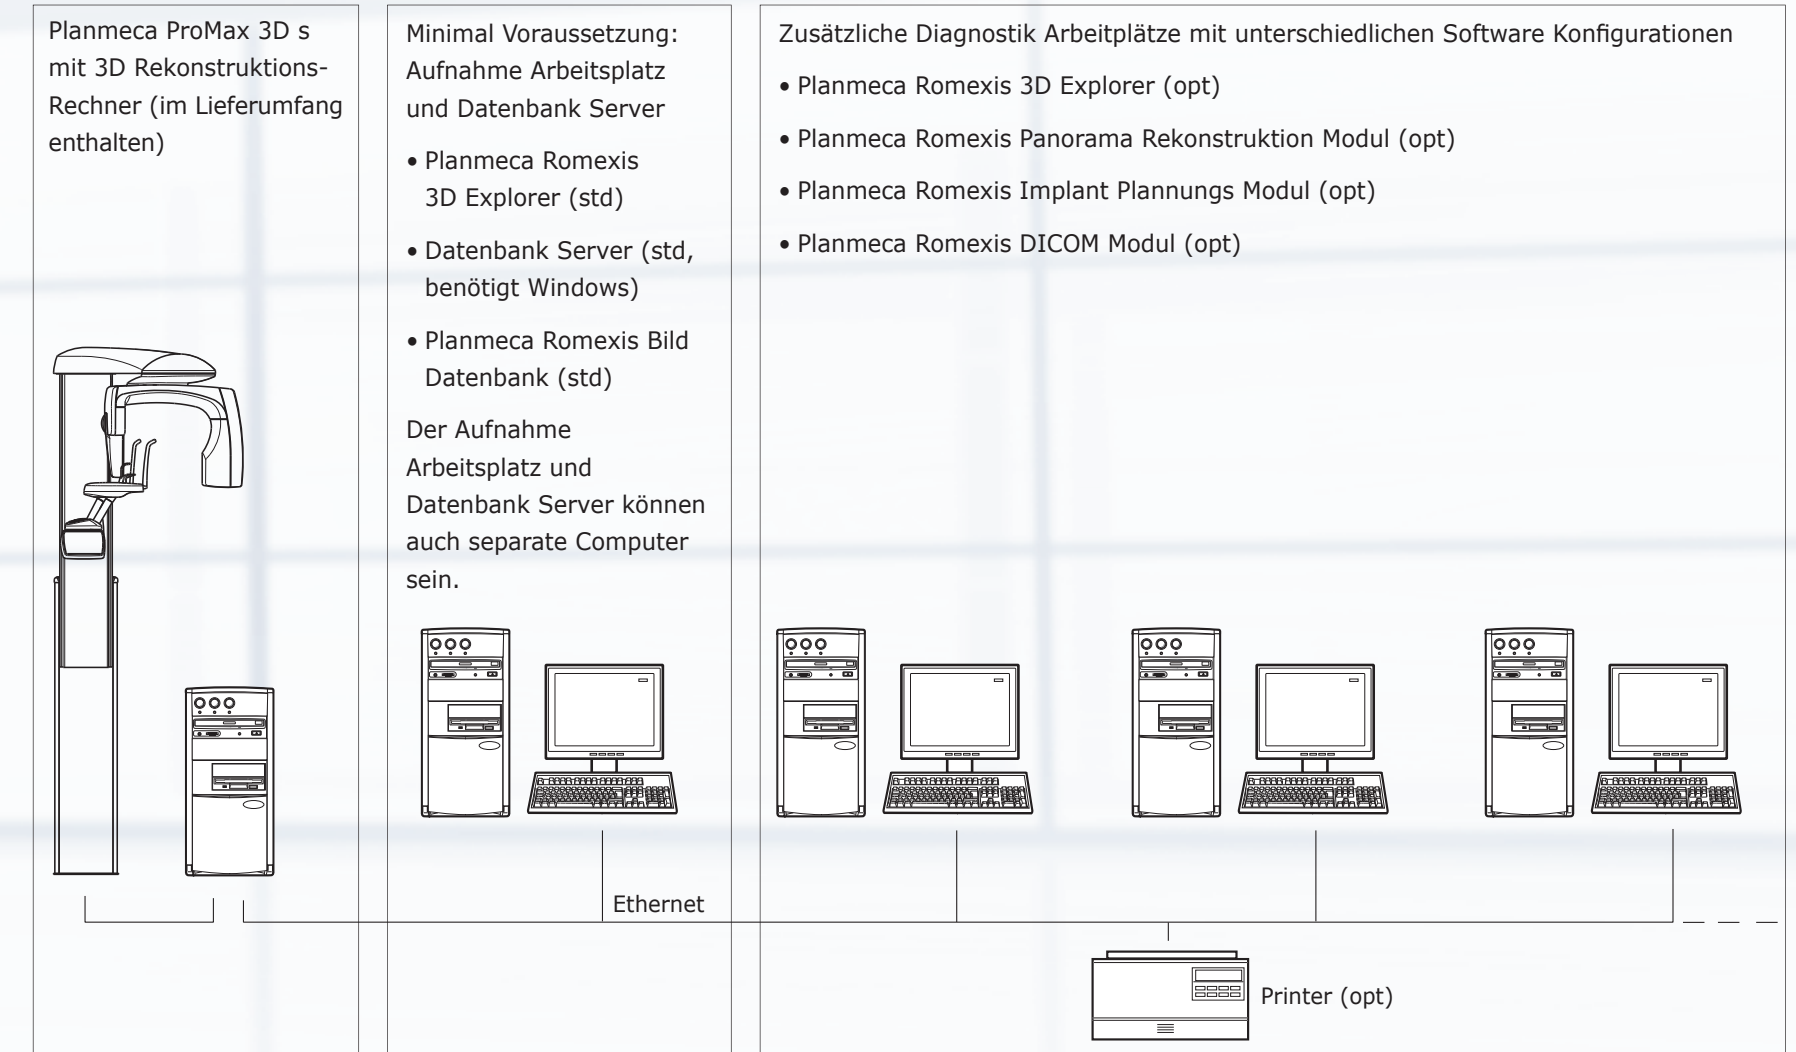 Planmeca ProMax 3D s
mit 3D Rekonstruktions-
Rechner (im Lieferumfang
enthalten)
Minimal Voraussetzung:
Aufnahme Arbeitsplatz
und Datenbank Server
• Planmeca Romexis
3D Explorer (std)
• Datenbank Server (std,
benötigt Windows)
• Planmeca Romexis Bild
Datenbank (std)
Der Aufnahme
Arbeitsplatz und
Datenbank Server können
auch separate Computer
sein.
Zusätzliche Diagnostik Arbeitplätze mit unterschiedlichen Software Konfigurationen
• Planmeca Romexis 3D Explorer (opt)
• Planmeca Romexis Panorama Rekonstruktion Modul (opt)
• Planmeca Romexis Implant Plannungs Modul (opt)
• Planmeca Romexis DICOM Modul (opt)
Ethernet
Printer (opt)